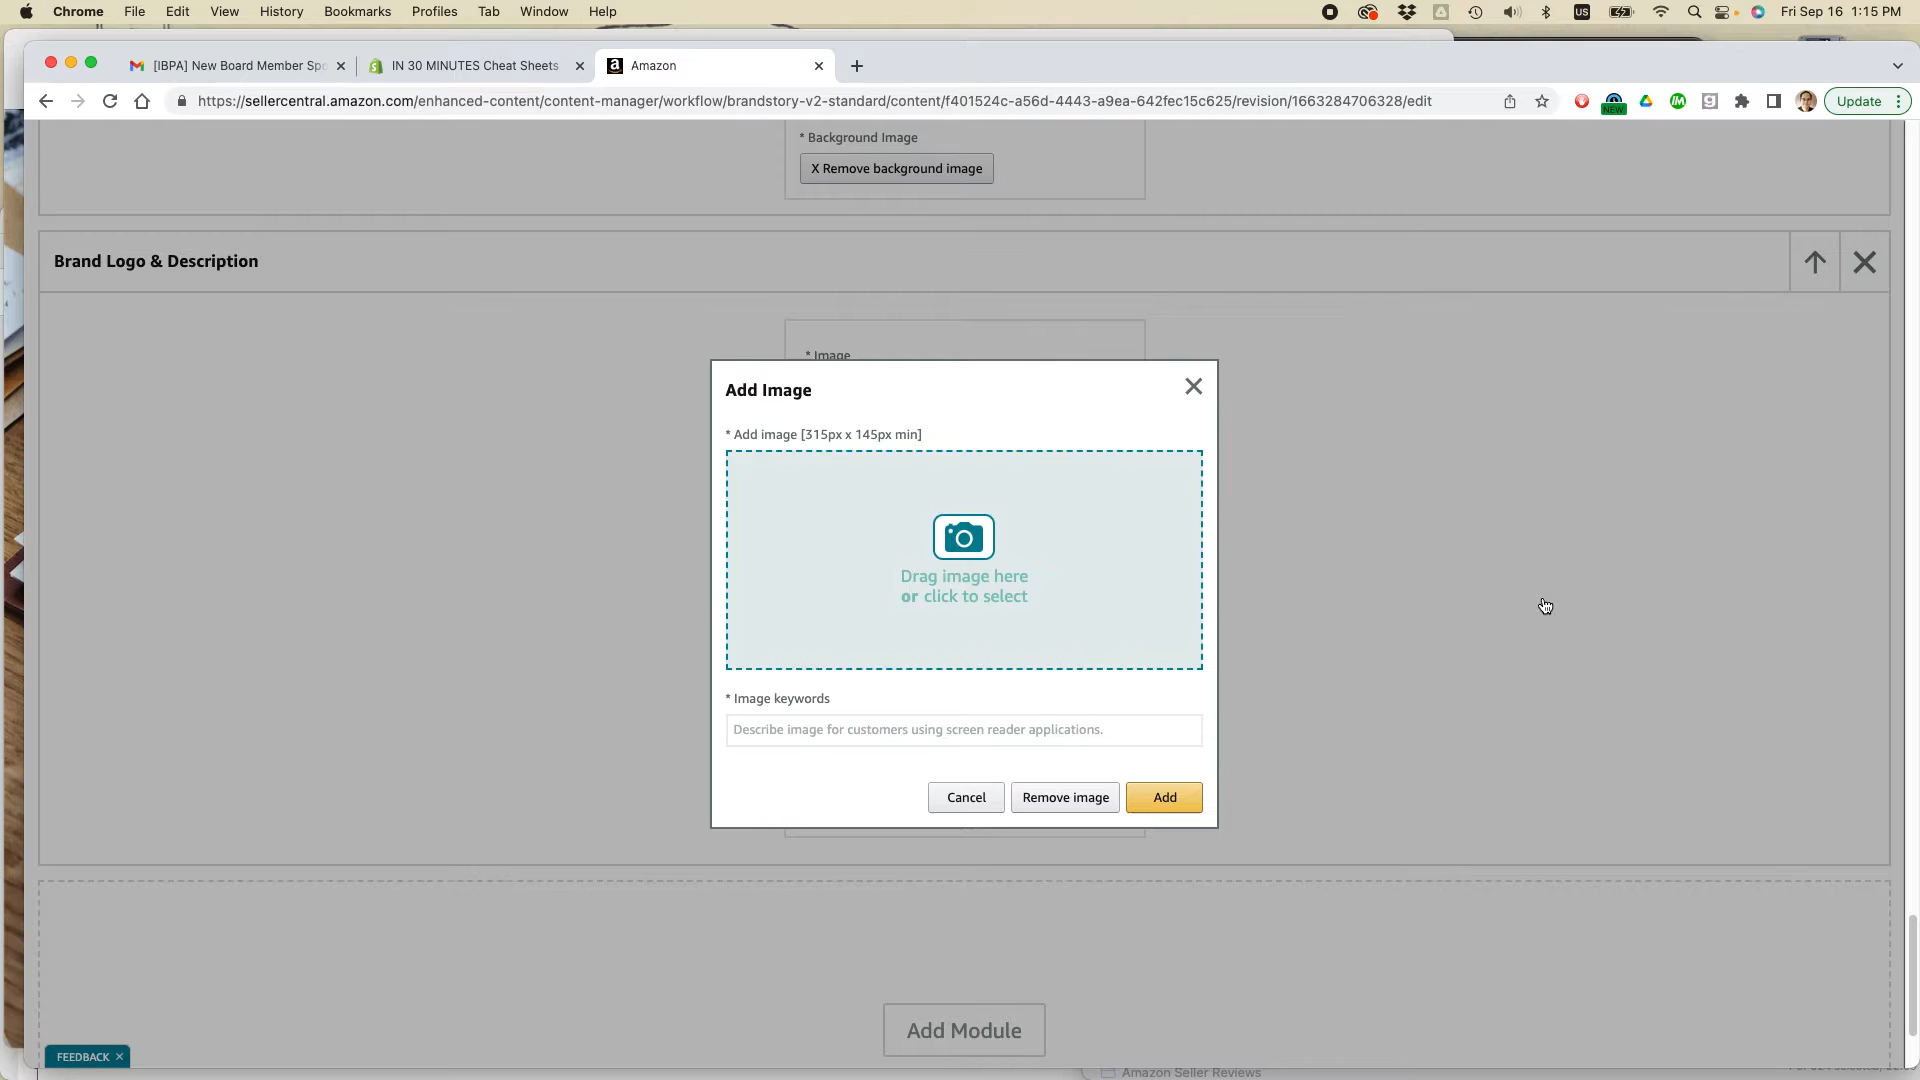 Chrome File Edit View History Bookmarks Profiles Tab Window Help US Fri Sep 16 1:15 PM
[IBPA] New Board Member Spo
IN 30 MINUTES Cheat Sheets
Amazon
https://sellercentral.amazon.com/enhanced-content/content-manager/workflow/brandstory-v2-standard/content/f401524c-a56d-4443-a9ea-642fec15c625/revision/1663284706328/edit
NEW
Update
* Background Image
X Remove background image
Brand Logo & Description
* Image
Add Image
* Add image [315px x 145px min]
Drag image here
or click to select
* Image keywords
Describe image for customers using screen reader applications.
Cancel
Remove image
Add
Add Module
FEEDBACK
Amazon Seller Reviews